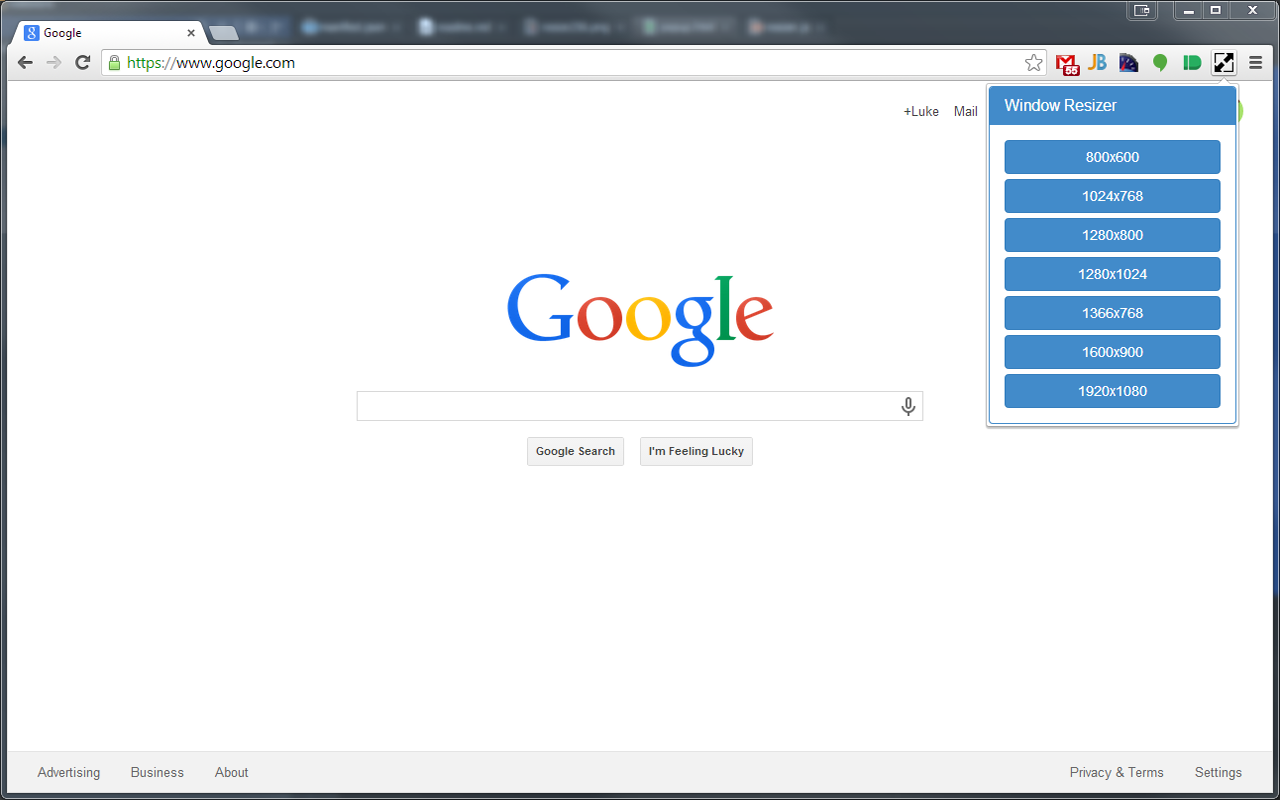 Google
https://www.google.com
55
JB
+Luke
Mail
Window Resizer
800x600
1024x768
1280x800
1280x1024
1366x768
1600x900
1920x1080
Google
Google Search
I'm Feeling Lucky
Advertising
Business
About
Privacy & Terms
Settings